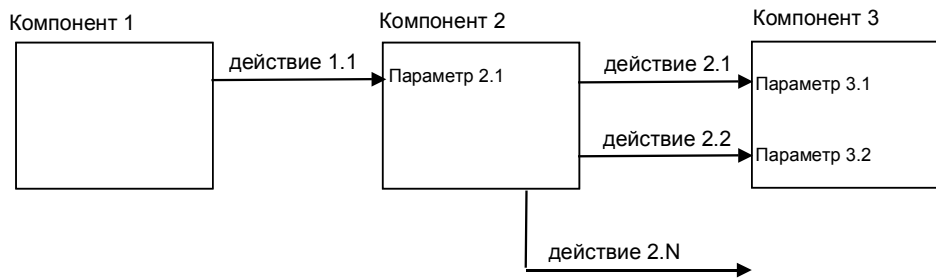 Компонент 1
Компонент 2
Компонент 3
действие 1.1
Параметр 2.1
действие 2.1
Параметр 3.1
действие 2.2
Параметр 3.2
действие 2.N